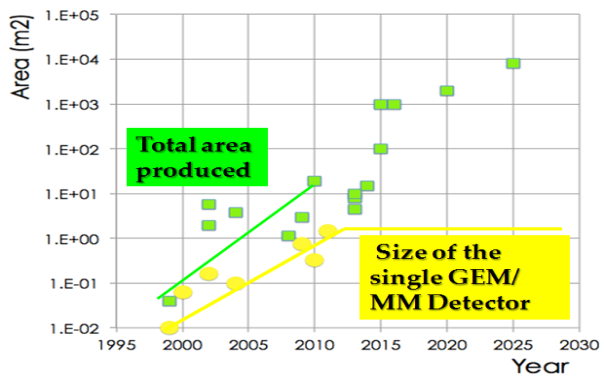 Area (m2)
1.E+05
1.E+04
1.E+03
1.E+02
1.E+01
1.E+00
1.E-01
1.E-02
Total area
produced
Size of the
single GEM/
MM Detector
1995 2000 2005 2010 2015 2020 2025 2030
Year